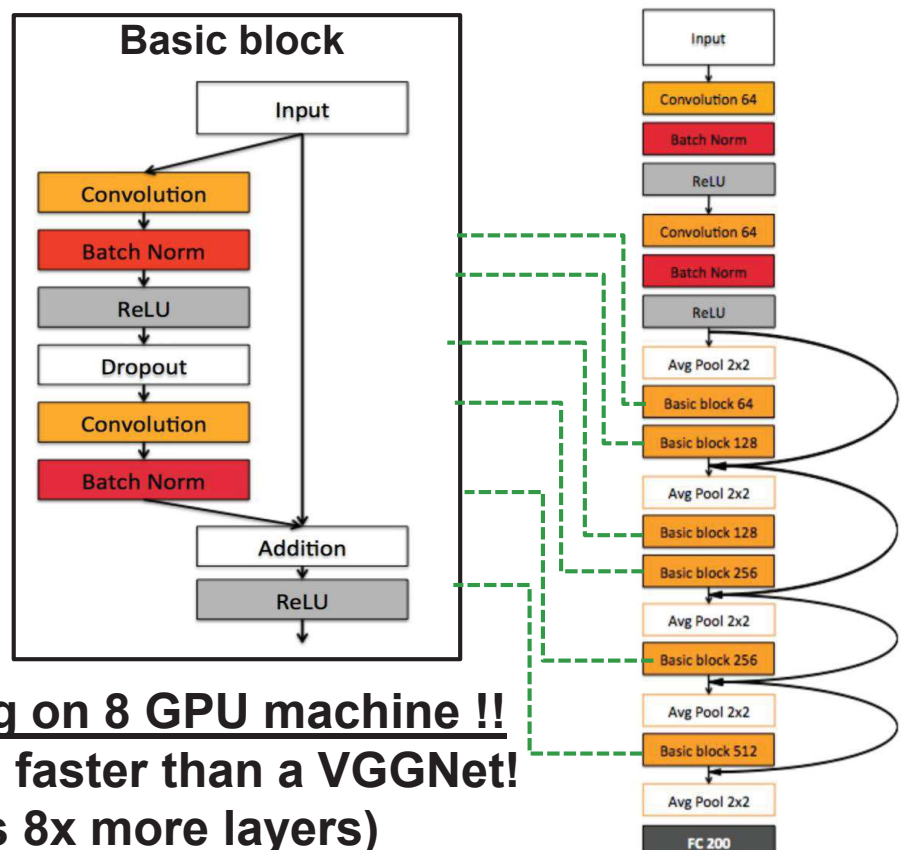 Basic block
Input
Convolution
Batch Norm
ReLU
Dropout
Convolution
Batch Norm
Addition
ReLU
g on 8 GPU machine !!
faster than a VGGNet!
s 8x more layers)
Input
Convolution 64
Batch Norm
ReLU
Convolution 64
Batch Norm
ReLU
Avg Pool 2x2
Basic block 64
Basic block 128
Avg Pool 2x2
Basic block 128
Basic block 256
Avg Pool 2x2
Basic block 256
Avg Pool 2x2
Basic block 512
Avg Pool 2x2
FC 200